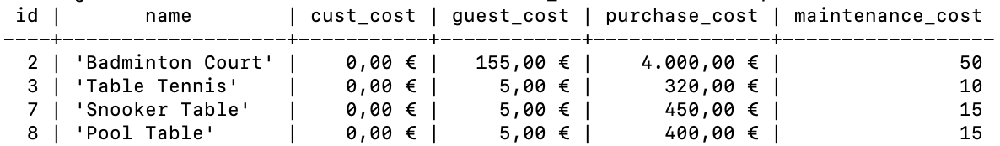 id | name | cust_cost | guest_cost | purchase_cost | maintenance_cost
----+-------------------+------------+------------+---------------+------------------
2 | 'Badminton Court' | 0,00 € | 155,00 € | 4.000,00 € | 50
3 | 'Table Tennis' | 0,00 € | 5,00 € | 320,00 € | 10
7 | 'Snooker Table' | 0,00 € | 5,00 € | 450,00 € | 15
8 | 'Pool Table' | 0,00 € | 5,00 € | 400,00 € | 15